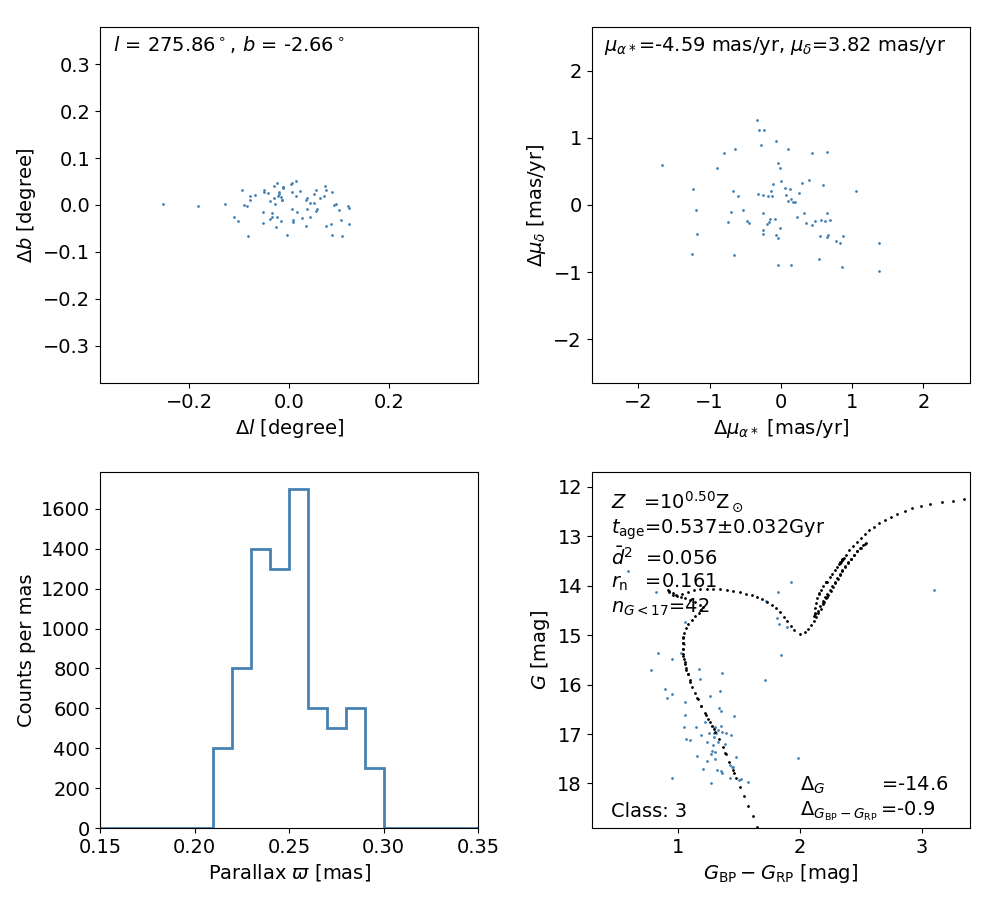 l = 275.86°, b = -2.66°
0.3
0.2
0.1
0.0
−0.1
−0.2
−0.3
Δb [degree]
−0.2 0.0 0.2
Δl [degree]
μα*=-4.59 mas/yr, μδ=3.82 mas/yr
2
1
0
−1
−2
Δμδ [mas/yr]
−2 −1 0 1 2
Δμα* [mas/yr]
1600
1400
1200
1000
800
600
400
200
0
Counts per mas
0.15 0.20 0.25 0.30 0.35
Parallax ϖ [mas]
12
13
14
15
16
17
18
G [mag]
Z =10^0.50 Z⊙
t_age=0.537±0.032Gyr
d̄² =0.056
r_n =0.161
n_G<17=42
Δ_G =-14.6
Δ_GBP−GRP =-0.9
Class: 3
1 2 3
G_BP − G_RP [mag]